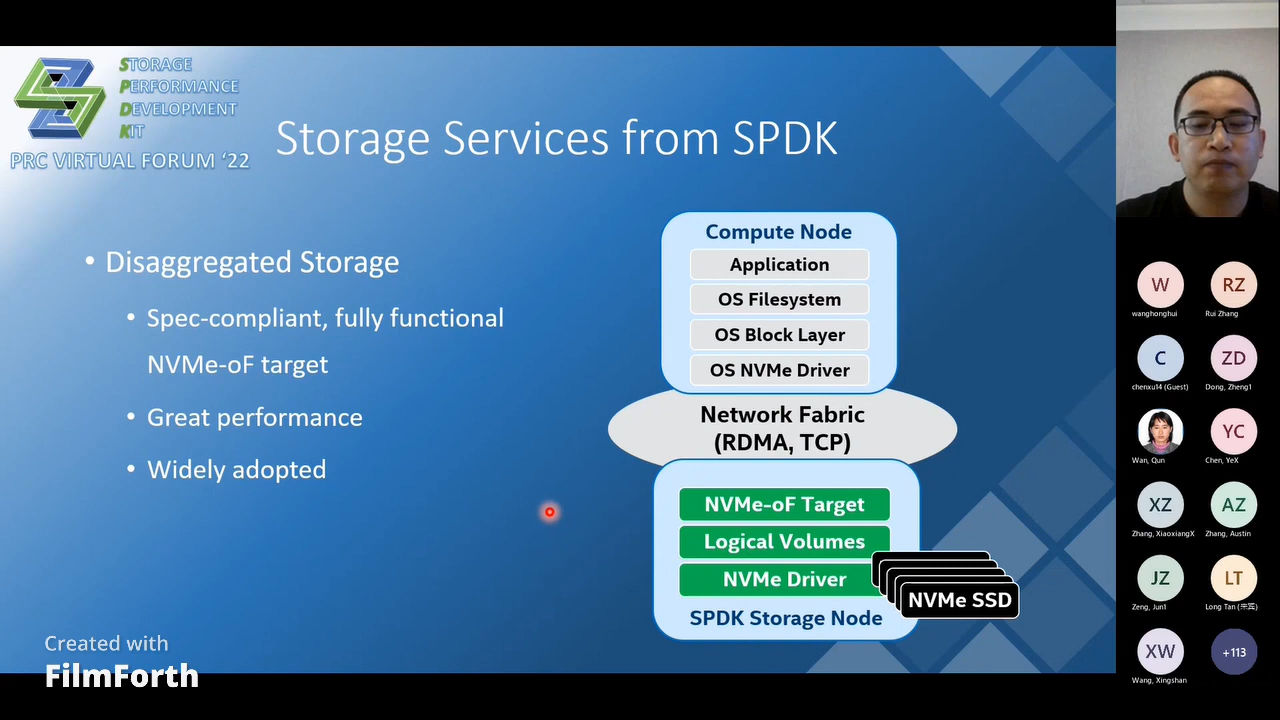 STORAGE
PERFORMANCE
DEVELOPMENT
KIT
PRC VIRTUAL FORUM ‘22
Storage Services from SPDK
• Disaggregated Storage
• Spec-compliant, fully functional
NVMe-oF target
• Great performance
• Widely adopted
Compute Node
Application
OS Filesystem
OS Block Layer
OS NVMe Driver
Network Fabric
(RDMA, TCP)
NVMe-oF Target
Logical Volumes
NVMe Driver
NVMe SSD
SPDK Storage Node
Created with
FilmForth
W
wanghonghui
RZ
Rui Zhang
C
chenxu14 (Guest)
ZD
Dong, Zheng1
Wan, Qun
YC
Chen, YeX
XZ
Zhang, XiaoxiangX
AZ
Zhang, Austin
JZ
Zeng, Jun1
LT
Long Tan
XW
Wang, Xingshan
+113